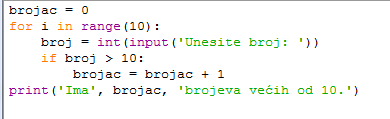 brojac = 0
for i in range(10):
    broj = int(input('Unesite broj: '))
    if broj > 10:
        brojac = brojac + 1
print('Ima', brojac, 'brojeva većih od 10.')